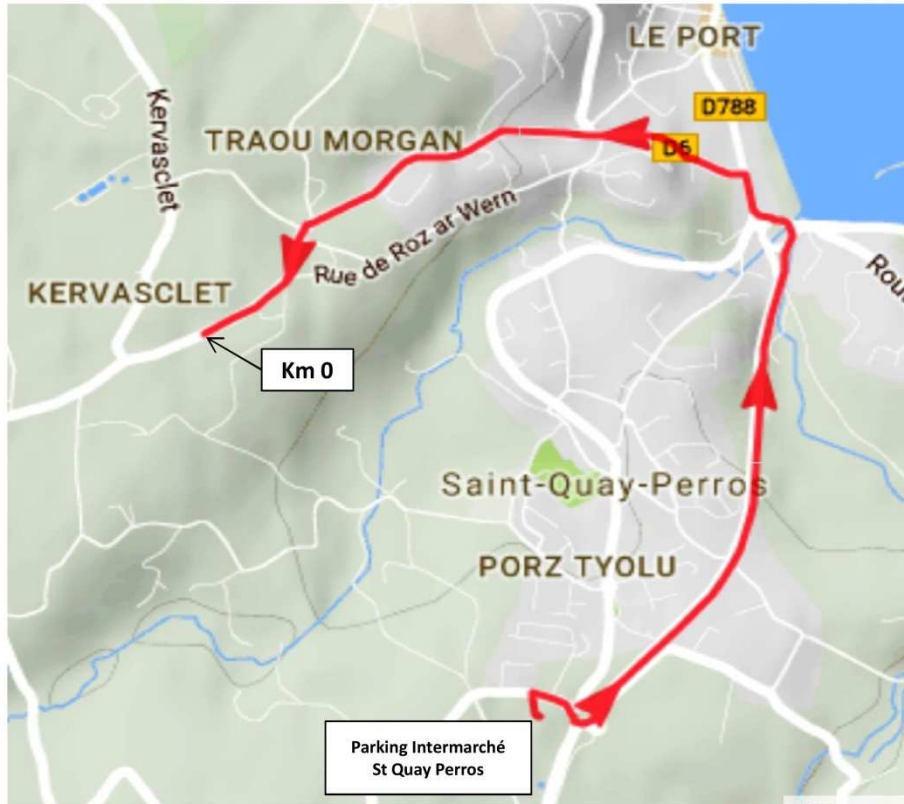 LE PORT
D788
Kervasclet
TRAOU MORGAN
D6
Rue de Roz ar Wern
KERVASCLET
Rou
Km 0
Saint-Quay-Perros
PORZ TYOLU
Parking Intermarché
St Quay Perros